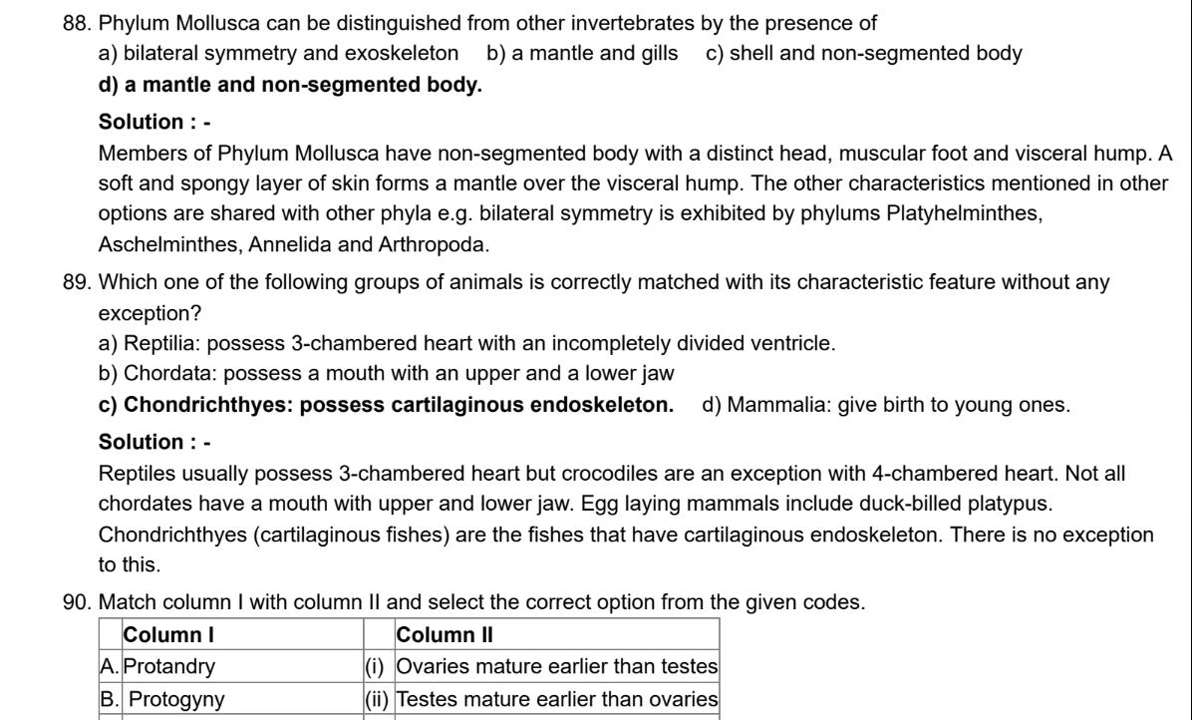 88. Phylum Mollusca can be distinguished from other invertebrates by the presence of
a) bilateral symmetry and exoskeleton b) a mantle and gills c) shell and non-segmented body
d) a mantle and non-segmented body.
Solution : -
Members of Phylum Mollusca have non-segmented body with a distinct head, muscular foot and visceral hump. A
soft and spongy layer of skin forms a mantle over the visceral hump. The other characteristics mentioned in other
options are shared with other phyla e.g. bilateral symmetry is exhibited by phylums Platyhelminthes,
Aschelminthes, Annelida and Arthropoda.
89. Which one of the following groups of animals is correctly matched with its characteristic feature without any
exception?
a) Reptilia: possess 3-chambered heart with an incompletely divided ventricle.
b) Chordata: possess a mouth with an upper and a lower jaw
c) Chondrichthyes: possess cartilaginous endoskeleton. d) Mammalia: give birth to young ones.
Solution : -
Reptiles usually possess 3-chambered heart but crocodiles are an exception with 4-chambered heart. Not all
chordates have a mouth with upper and lower jaw. Egg laying mammals include duck-billed platypus.
Chondrichthyes (cartilaginous fishes) are the fishes that have cartilaginous endoskeleton. There is no exception
to this.
90. Match column I with column II and select the correct option from the given codes.
Column I Column II
A. Protandry (i) Ovaries mature earlier than testes
B. Protogyny (ii) Testes mature earlier than ovaries